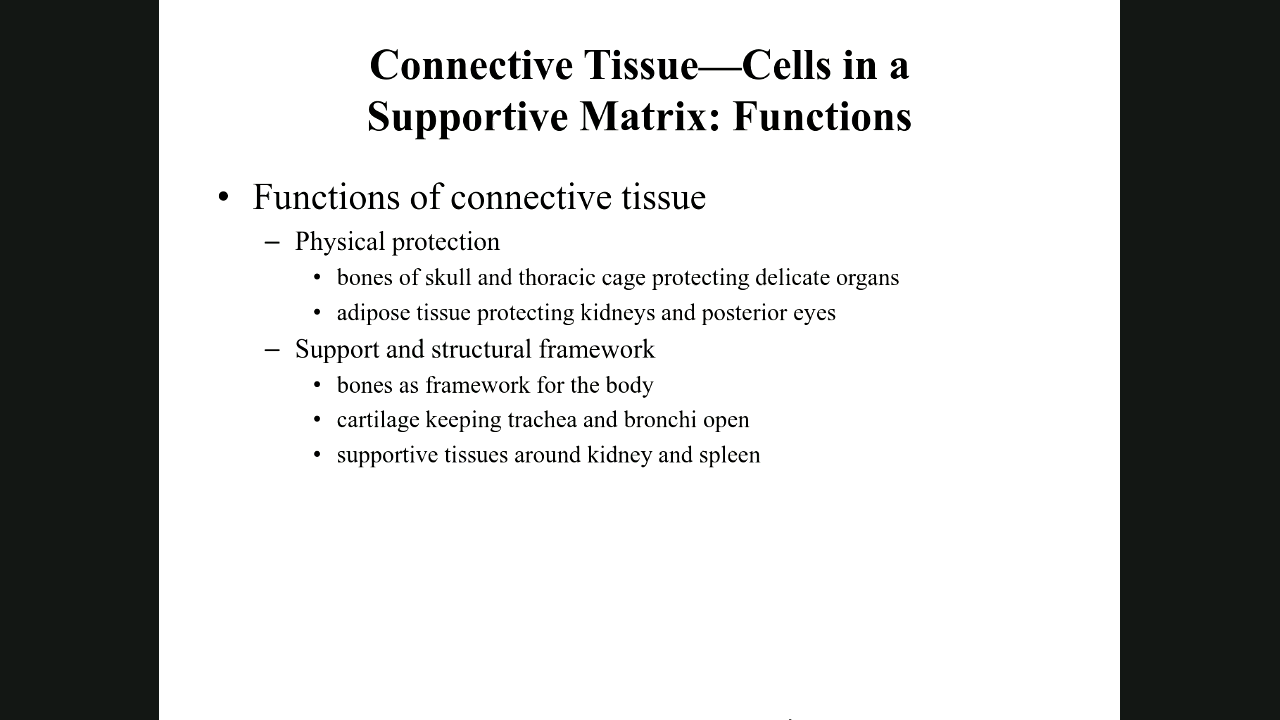 Connective Tissue—Cells in a
Supportive Matrix: Functions
• Functions of connective tissue
– Physical protection
• bones of skull and thoracic cage protecting delicate organs
• adipose tissue protecting kidneys and posterior eyes
– Support and structural framework
• bones as framework for the body
• cartilage keeping trachea and bronchi open
• supportive tissues around kidney and spleen